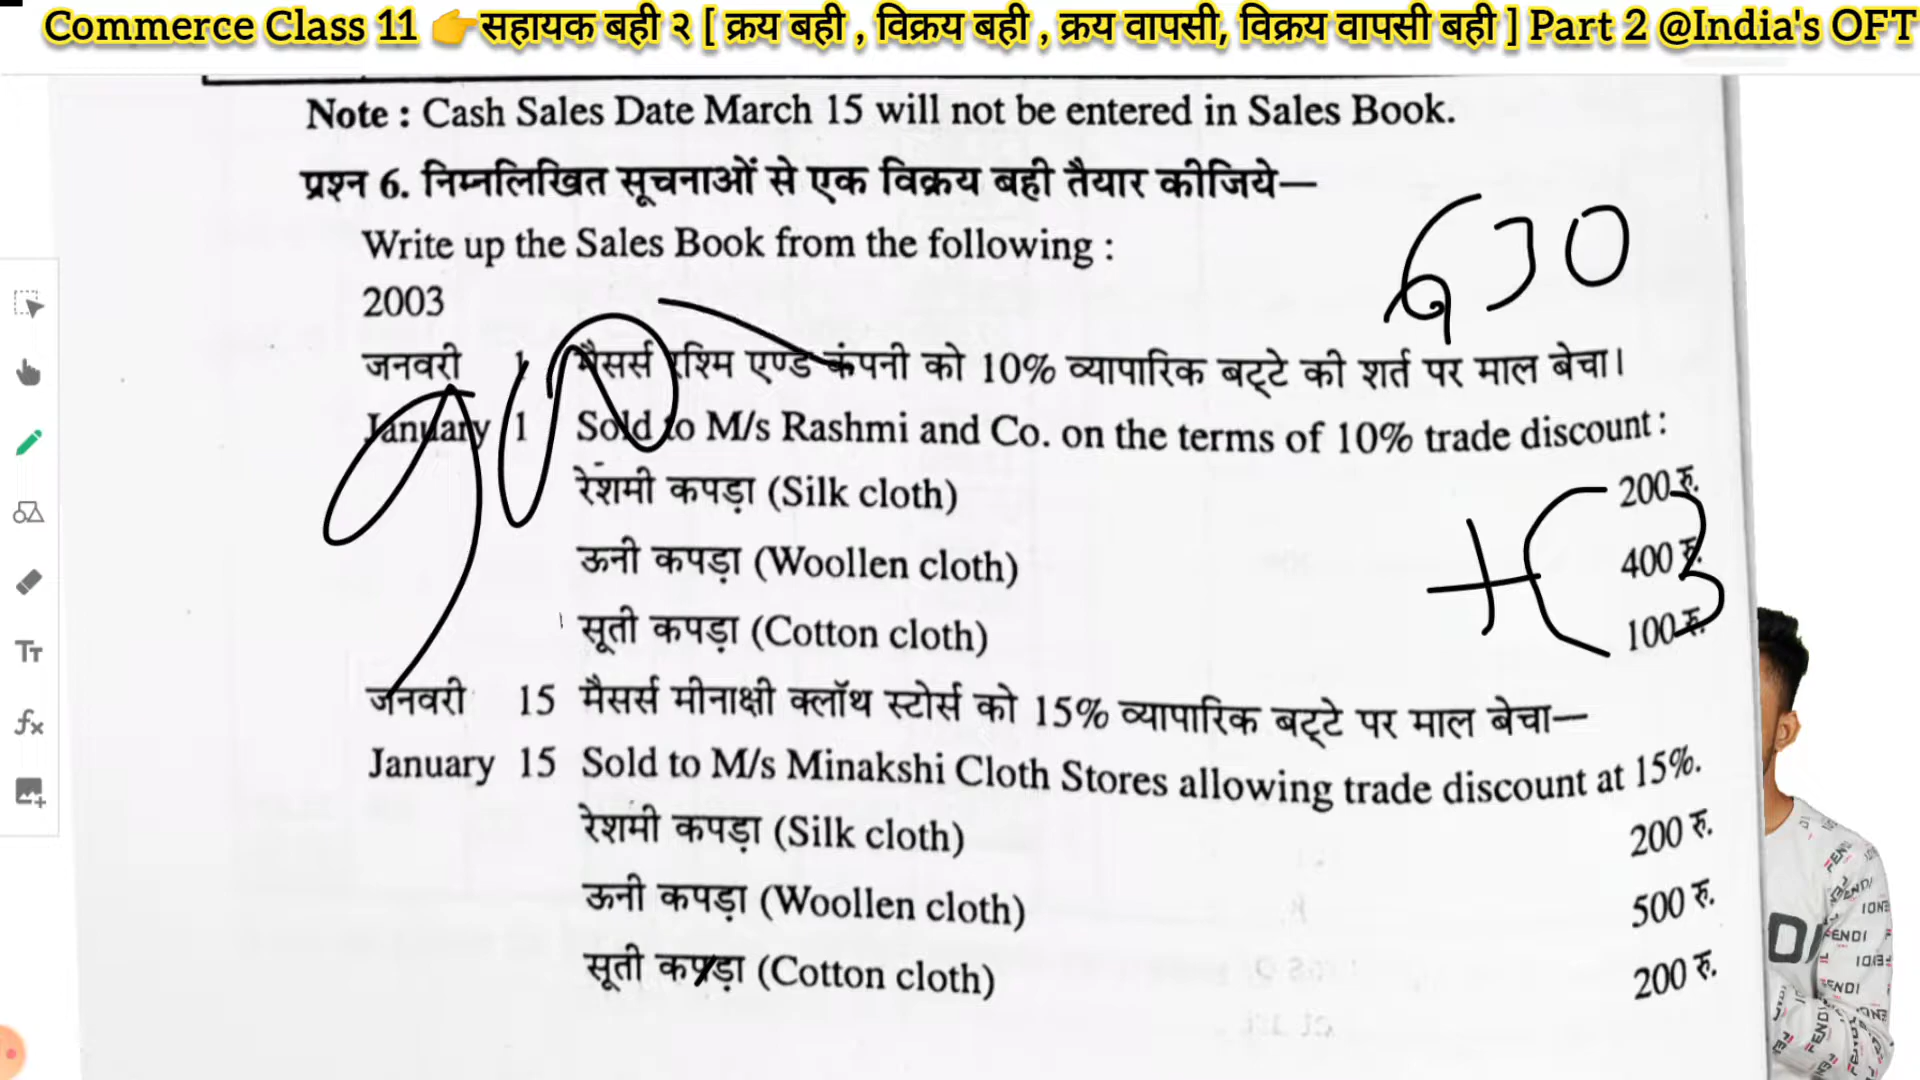 Commerce Class 11 👉सहायक बही २ [ क्रय बही , विक्रय बही , क्रय वापसी, विक्रय वापसी बही ] Part 2 @India's OFT
Note : Cash Sales Date March 15 will not be entered in Sales Book.
प्रश्न 6. निम्नलिखित सूचनाओं से एक विक्रय बही तैयार कीजिये—
Write up the Sales Book from the following :
630
2003
जनवरी 1 मैसर्स रश्मि एण्ड कंपनी को 10% व्यापारिक बट्टे की शर्त पर माल बेचा।
January 1 Sold to M/s Rashmi and Co. on the terms of 10% trade discount :
रेशमी कपड़ा (Silk cloth) 200 रु.
ऊनी कपड़ा (Woollen cloth) 400 रु.
सूती कपड़ा (Cotton cloth) 100 रु.
जनवरी 15 मैसर्स मीनाक्षी क्लॉथ स्टोर्स को 15% व्यापारिक बट्टे पर माल बेचा—
January 15 Sold to M/s Minakshi Cloth Stores allowing trade discount at 15%.
रेशमी कपड़ा (Silk cloth) 200 रु.
ऊनी कपड़ा (Woollen cloth) 500 रु.
सूती कपड़ा (Cotton cloth) 200 रु.
FENDI